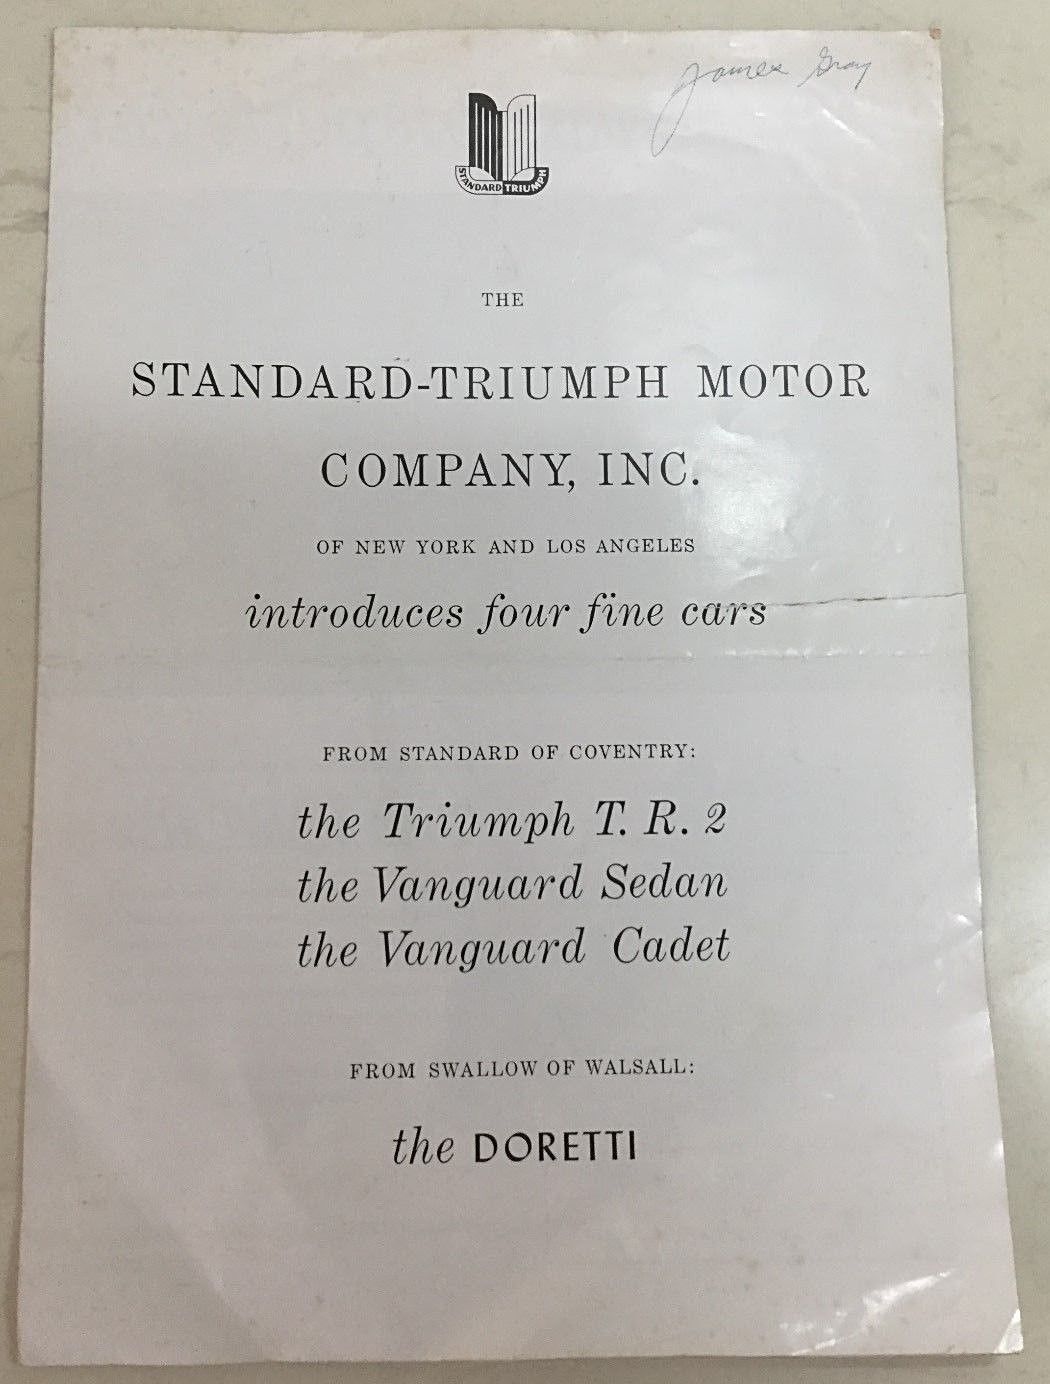 James Gray
STANDARD TRIUMPH
THE
STANDARD-TRIUMPH MOTOR
COMPANY, INC.
OF NEW YORK AND LOS ANGELES
introduces four fine cars
FROM STANDARD OF COVENTRY:
the Triumph T. R. 2
the Vanguard Sedan
the Vanguard Cadet
FROM SWALLOW OF WALSALL:
the DORETTI